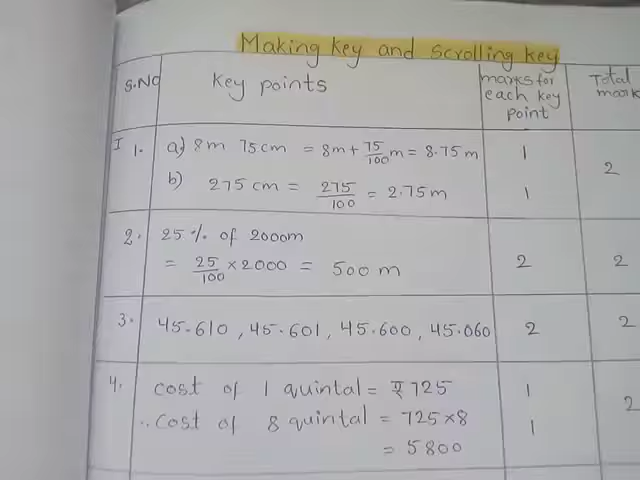 Making key and scrolling key
S.No Key points marks for each key point Total mark
I 1. a) 8m 75cm = 8m + 75/100 m = 8.75m 1
b) 275 cm = 275/100 = 2.75m 1 2
2. 25% of 2000m
= 25/100 × 2000 = 500 m 2 2
3. 45.610, 45.601, 45.600, 45.060 2 2
4. cost of 1 quintal = ₹725 1
∴ cost of 8 quintal = 725×8 1 2
= 5800